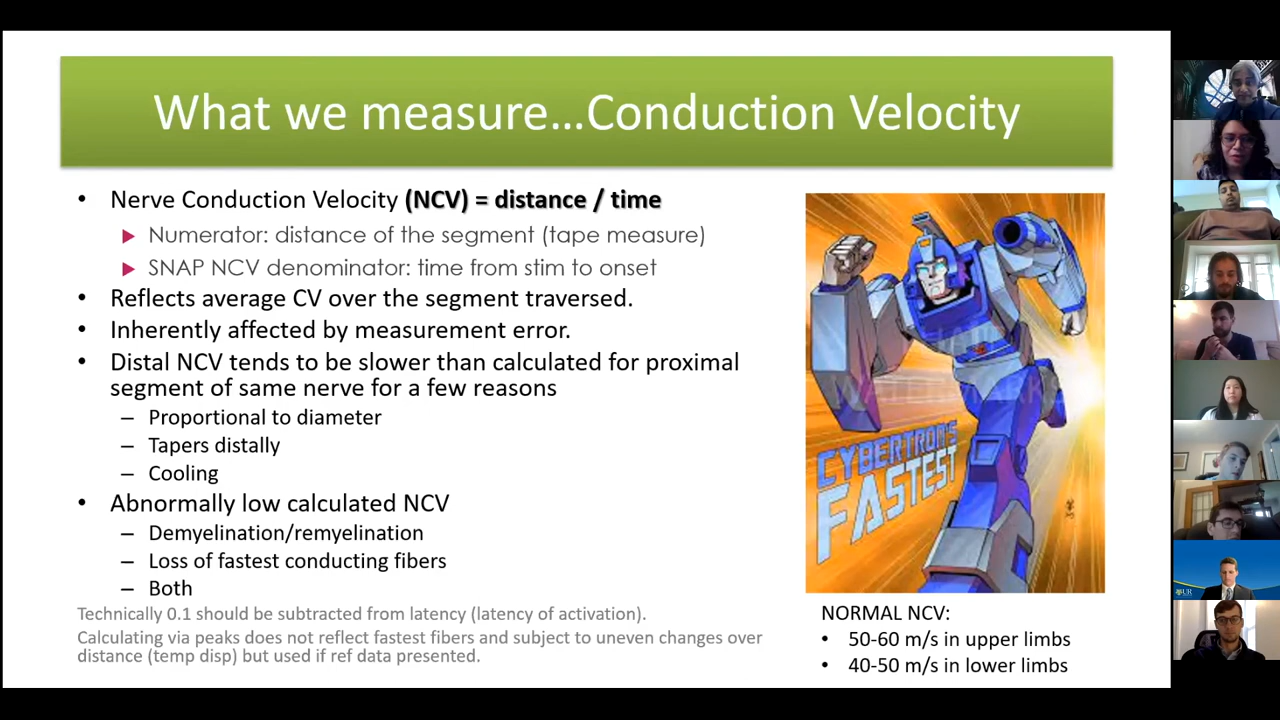 What we measure...Conduction Velocity
• Nerve Conduction Velocity (NCV) = distance / time
Numerator: distance of the segment (tape measure)
SNAP NCV denominator: time from stim to onset
• Reflects average CV over the segment traversed.
• Inherently affected by measurement error.
• Distal NCV tends to be slower than calculated for proximal
segment of same nerve for a few reasons
– Proportional to diameter
– Tapers distally
– Cooling
• Abnormally low calculated NCV
– Demyelination/remyelination
– Loss of fastest conducting fibers
– Both
Technically 0.1 should be subtracted from latency (latency of activation).
Calculating via peaks does not reflect fastest fibers and subject to uneven changes over
distance (temp disp) but used if ref data presented.
CYBERTRON'S
FASTEST
NORMAL NCV:
• 50-60 m/s in upper limbs
• 40-50 m/s in lower limbs
UR